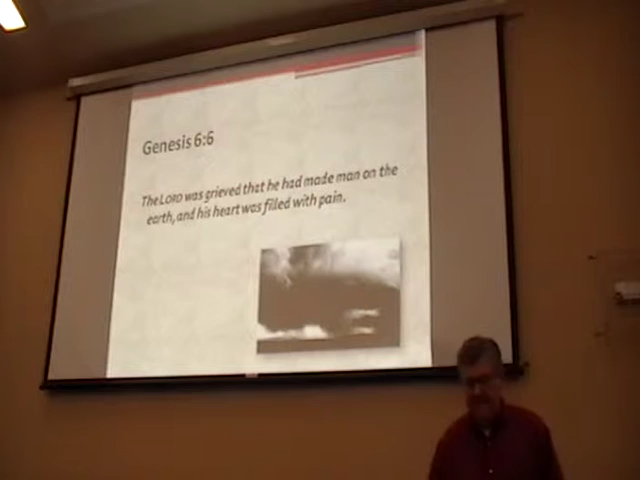 Genesis 6:6
The LORD was grieved that he had made man on the
earth, and his heart was filled with pain.